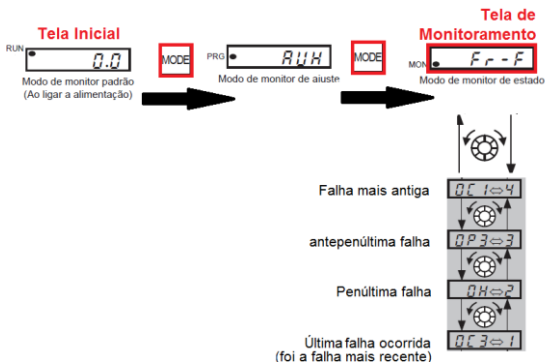 Tela Inicial
Tela de
Monitoramento
RUN
0.0
MODE
PRG
AUH
MODE
MON
Fr-F
Modo de monitor padrão
(Ao ligar a alimentação)
Modo de monitor de aiuste
Modo de monitor de estado
Falha mais antiga
OC1⇔4
antepenúltima falha
OP3⇔3
Penúltima falha
OH⇔2
Última falha ocorrida
(foi a falha mais recente)
OC3⇔1